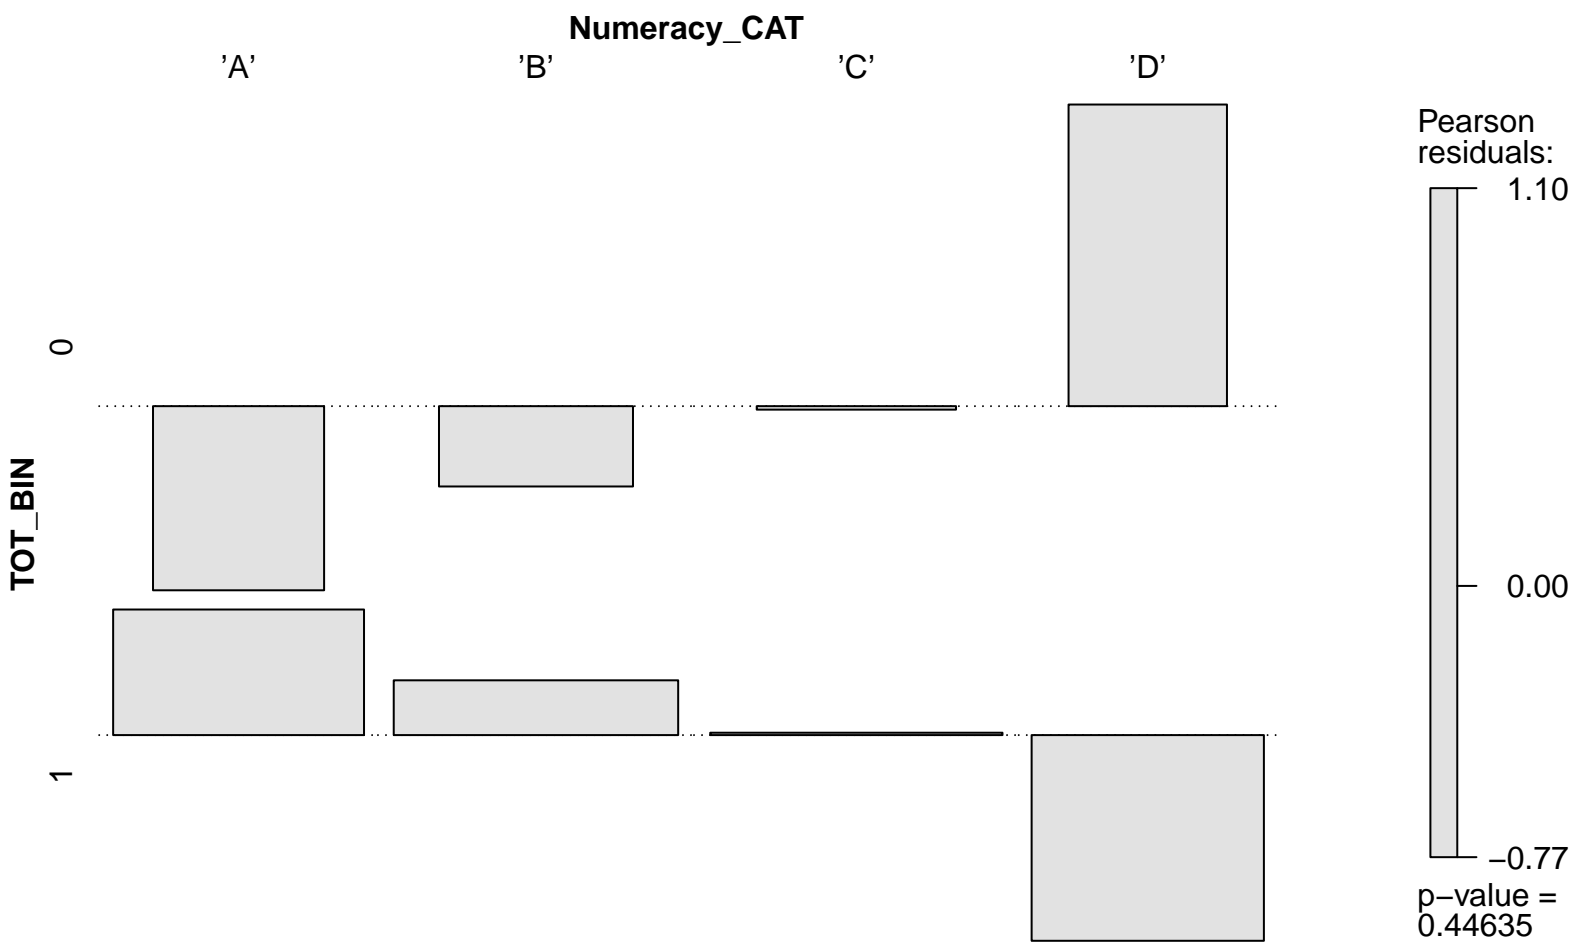 Numeracy_CAT
’A’ ’B’ ’C’ ’D’
TOT_BIN
0
1
Pearson
residuals:
1.10
0.00
−0.77
p−value =
0.44635